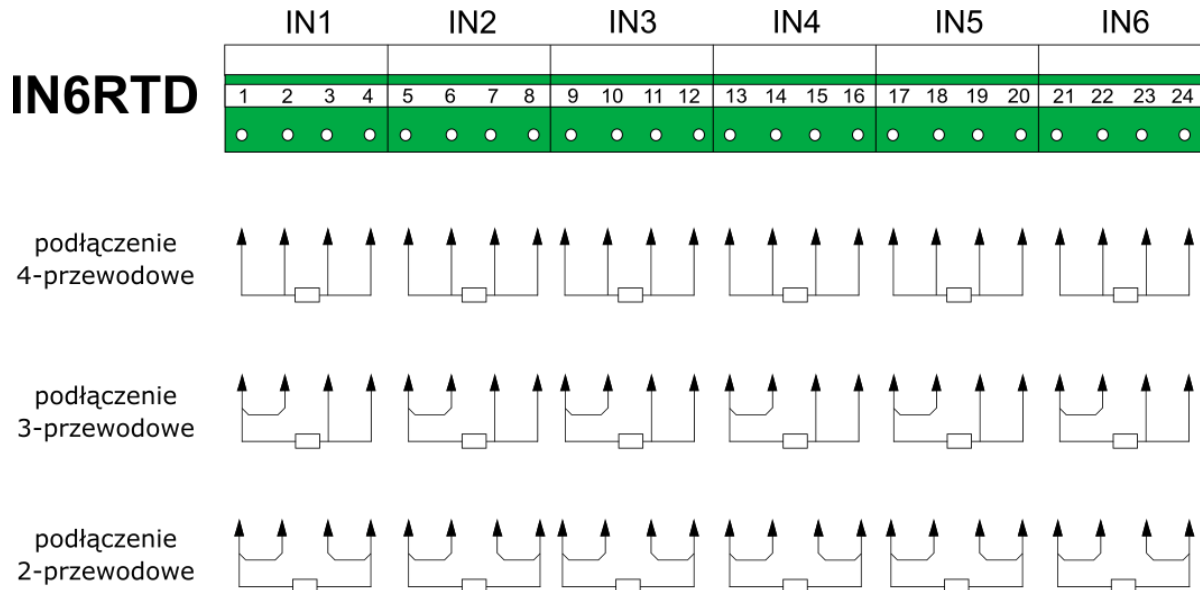 IN1 IN2 IN3 IN4 IN5 IN6
IN6RTD
1 2 3 4 5 6 7 8 9 10 11 12 13 14 15 16 17 18 19 20 21 22 23 24
podłączenie
4-przewodowe
podłączenie
3-przewodowe
podłączenie
2-przewodowe